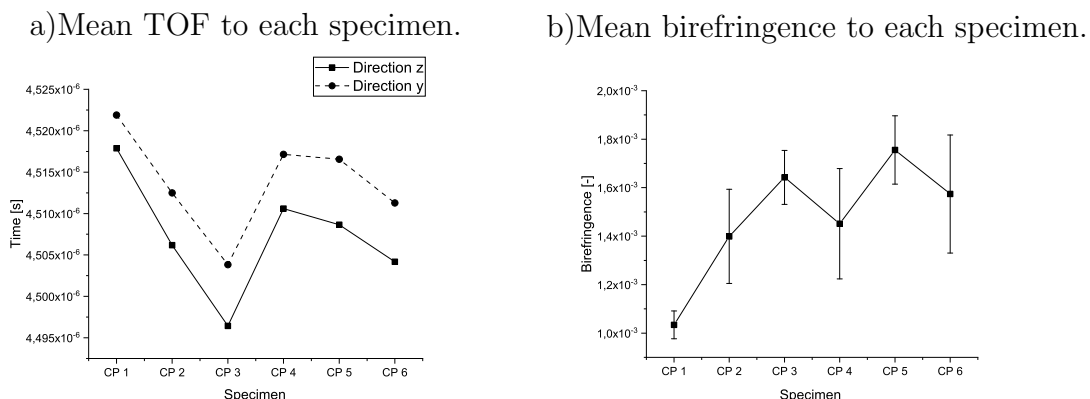 a)Mean TOF to each specimen.
Direction z
Direction y
4,525x10⁻⁶
4,520x10⁻⁶
4,515x10⁻⁶
4,510x10⁻⁶
4,505x10⁻⁶
4,500x10⁻⁶
4,495x10⁻⁶
Time [s]
CP 1 CP 2 CP 3 CP 4 CP 5 CP 6
Specimen
b)Mean birefringence to each specimen.
2,0x10⁻³
1,8x10⁻³
1,6x10⁻³
1,4x10⁻³
1,2x10⁻³
1,0x10⁻³
Birefringence [-]
CP 1 CP 2 CP 3 CP 4 CP 5 CP 6
Specimen